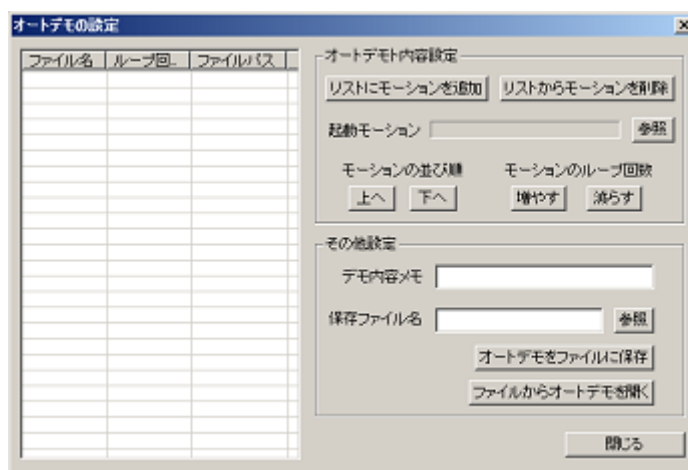 オートデモの設定
ファイル名 ループ回.. ファイルパス
オートデモト内容設定
リストにモーションを追加 リストからモーションを削除
起動モーション 参照
モーションの並び順 モーションのループ回数
上へ 下へ 増やす 減らす
その他設定
デモ内容メモ
保存ファイル名 参照
オートデモをファイルに保存
ファイルからオートデモを開く
閉じる